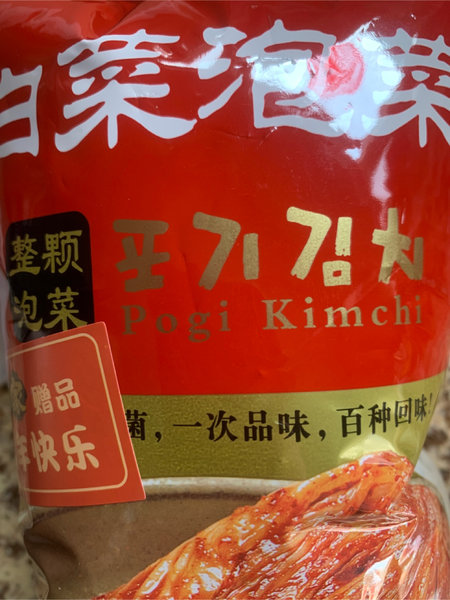 白菜泡菜
整颗
泡菜
포기김치
Pogi Kimchi
赠品
年快乐
菌,一次品味,百种回味!